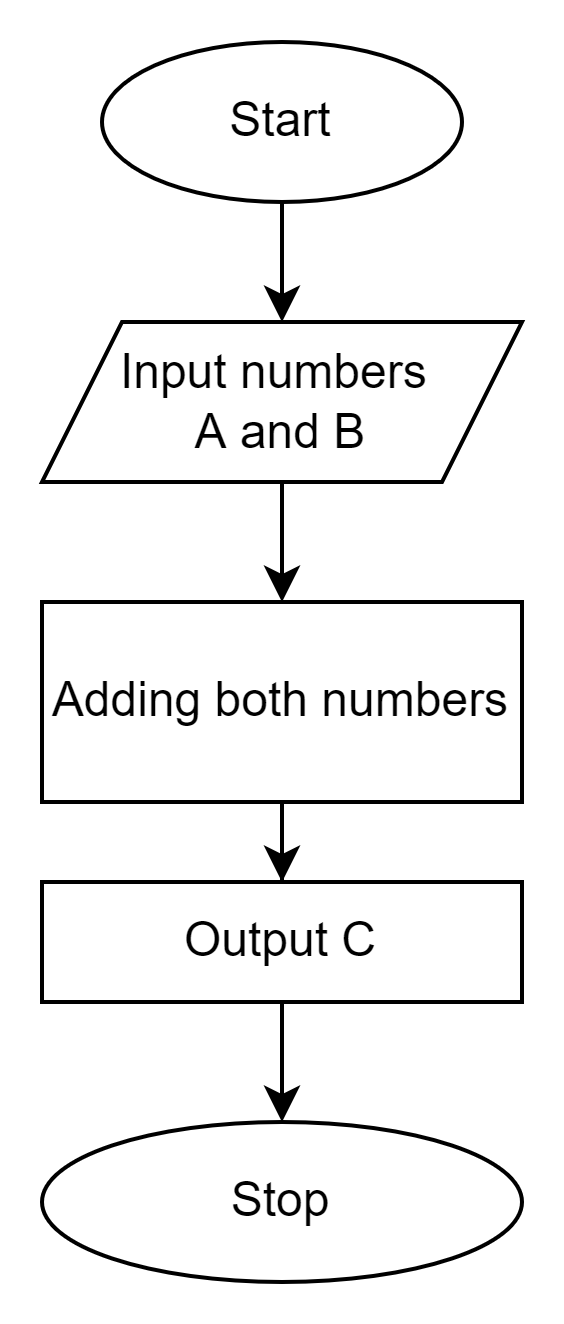 Start
Input numbers
A and B
Adding both numbers
Output C
Stop